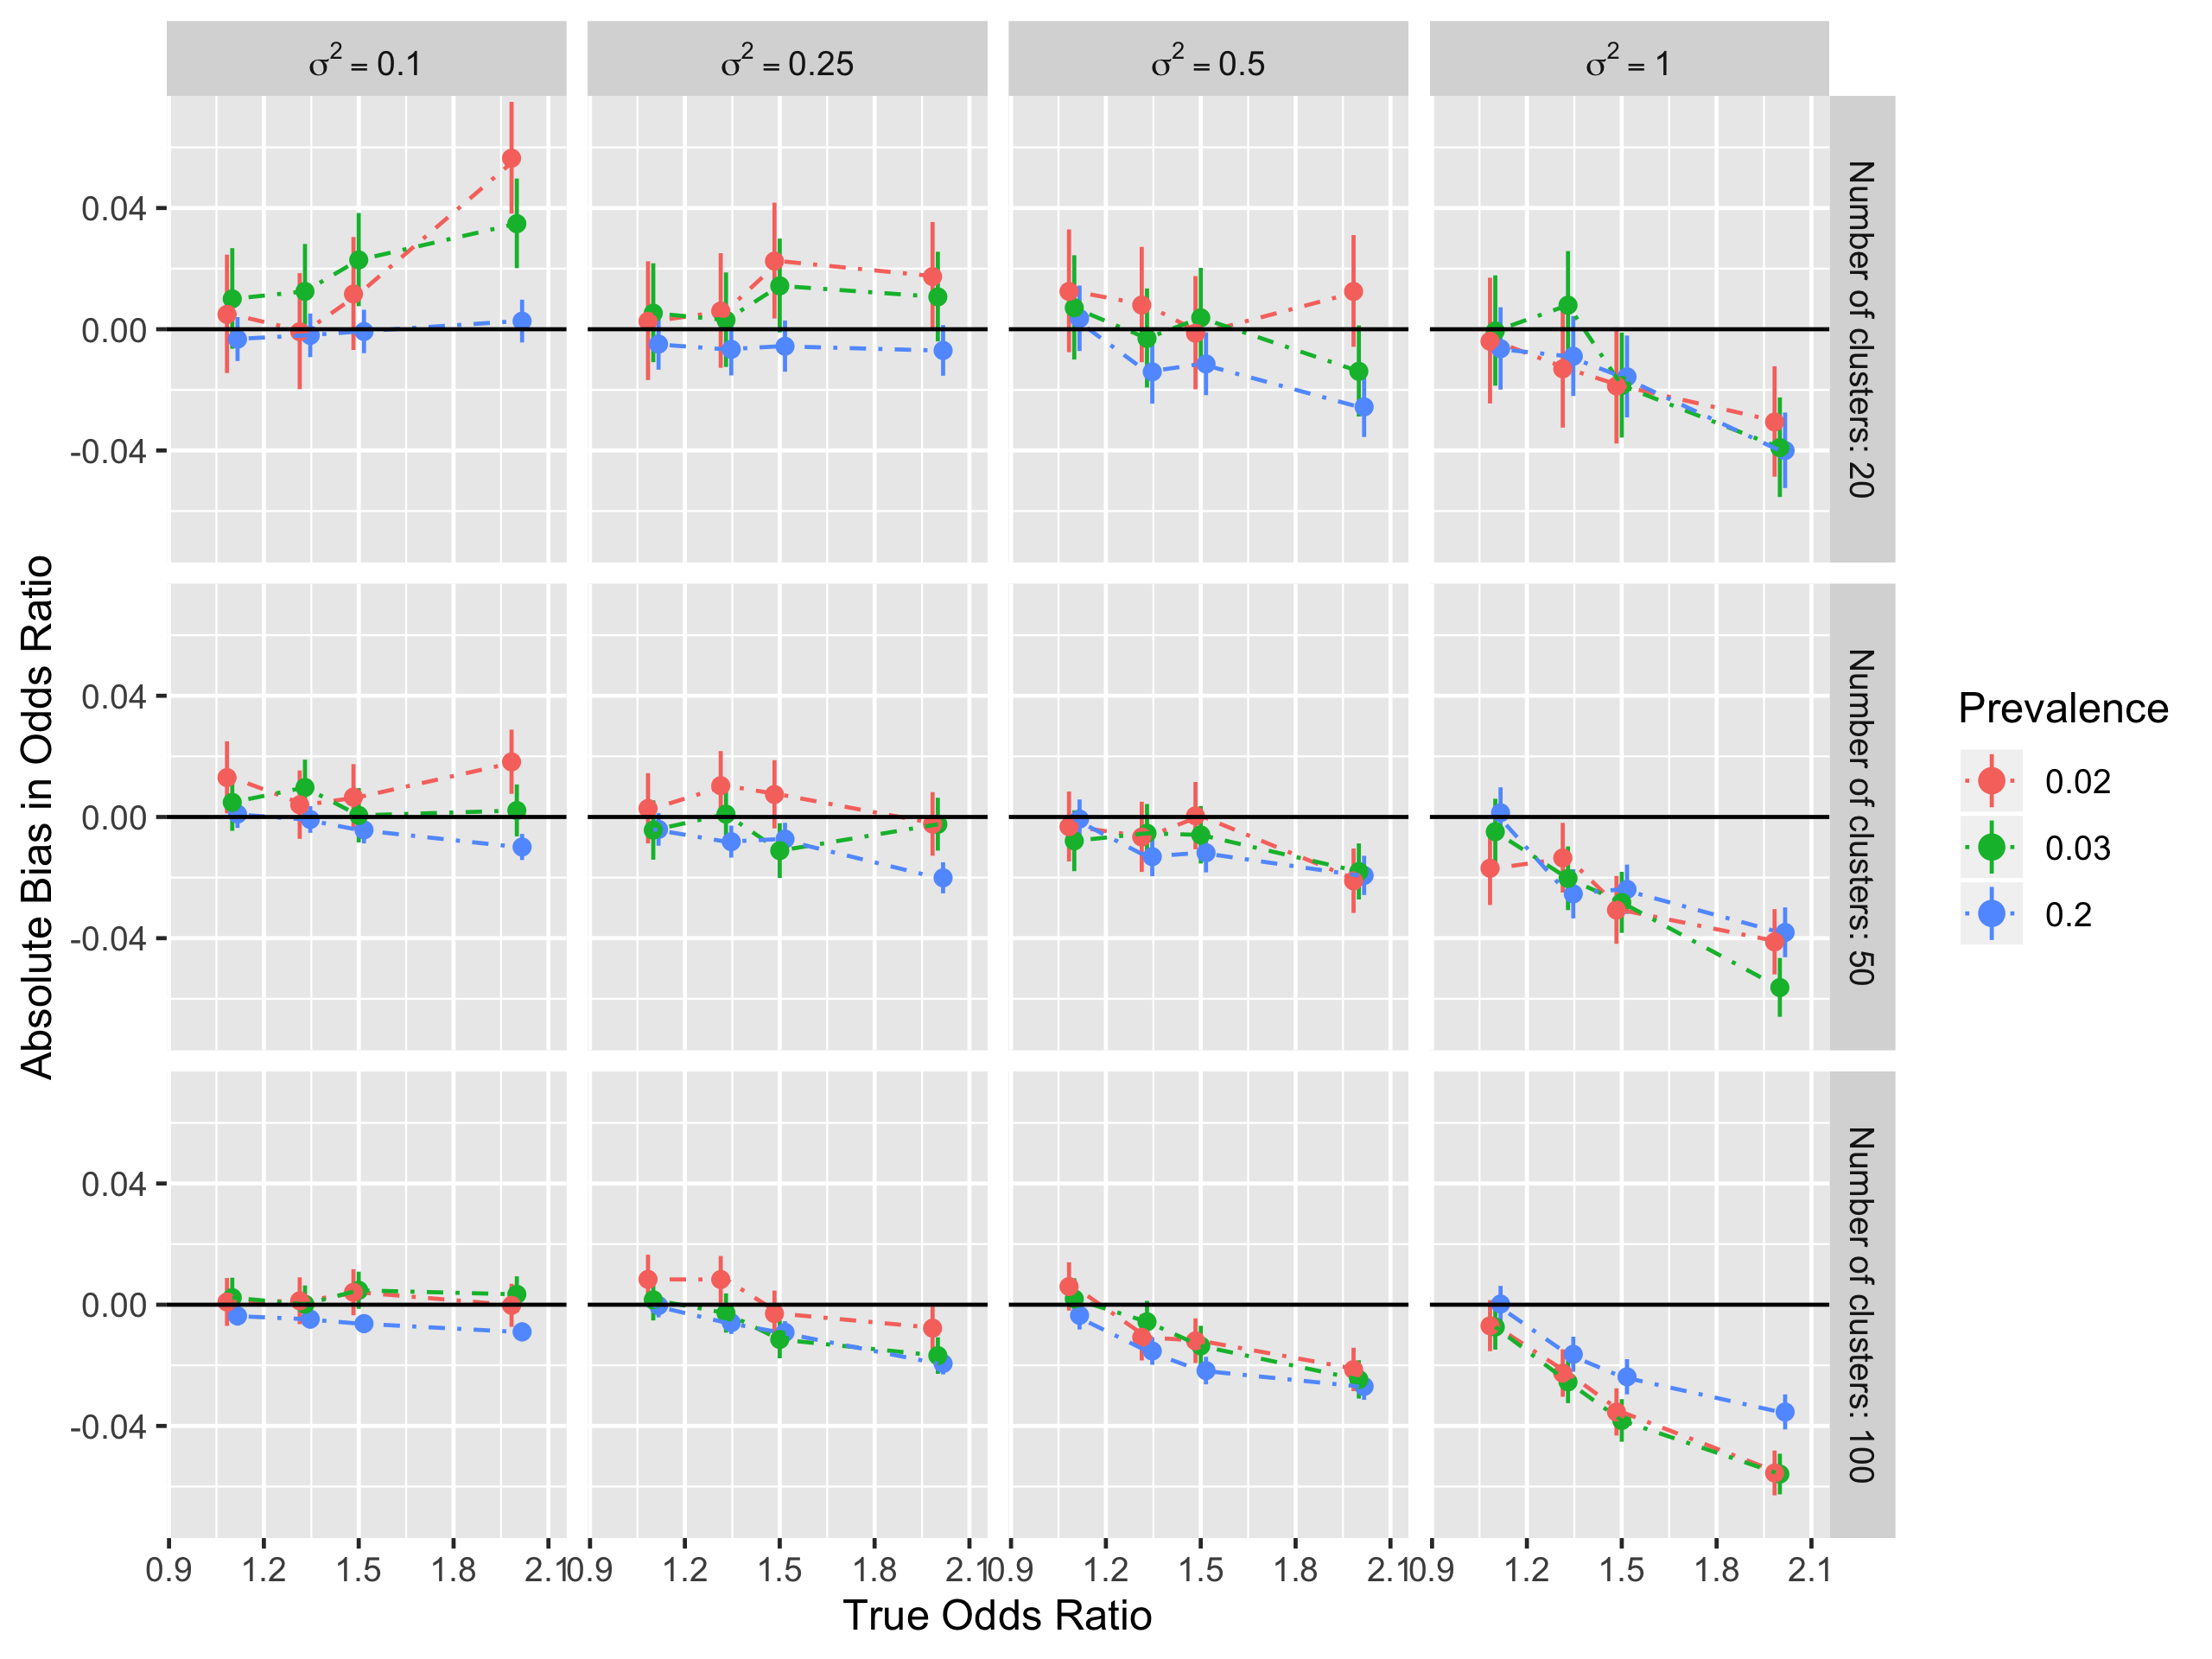 σ² = 0.1
σ² = 0.25
σ² = 0.5
σ² = 1
Absolute Bias in Odds Ratio
0.04
0.00
-0.04
Number of clusters: 20
0.04
0.00
-0.04
Number of clusters: 50
0.04
0.00
-0.04
Number of clusters: 100
0.9 1.2 1.5 1.8 2.1 0.9 1.2 1.5 1.8 2.1 0.9 1.2 1.5 1.8 2.1 0.9 1.2 1.5 1.8 2.1
True Odds Ratio
Prevalence
0.02
0.03
0.2